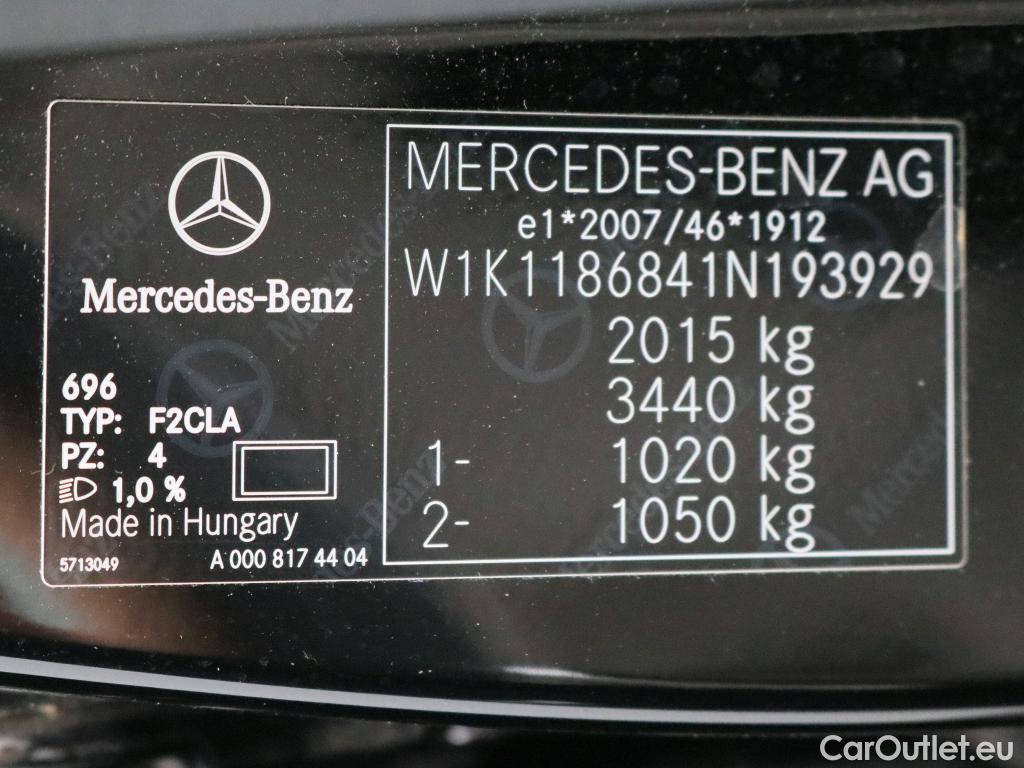 Mercedes-Benz
696
TYP: F2CLA
PZ: 4
1,0 %
Made in Hungary
5713049
A 000 817 44 04
MERCEDES-BENZ AG
e1*2007/46*1912
W1K1186841N193929
2015 kg
3440 kg
1- 1020 kg
2- 1050 kg
CarOutlet.eu